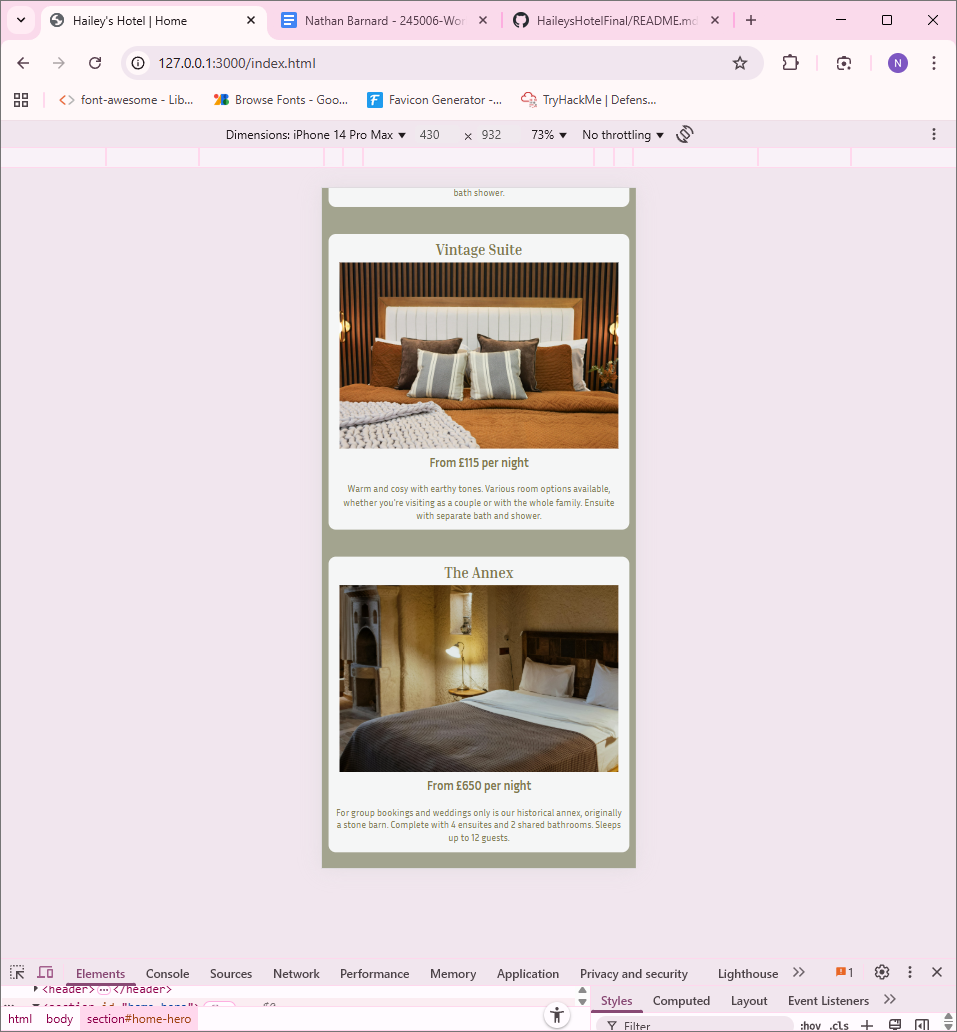 Hailey's Hotel | Home
Nathan Barnard - 245006-Wor
HaileysHotelFinal/README.md
127.0.0.1:3000/index.html
N
font-awesome - Lib...
Browse Fonts - Goo...
Favicon Generator -...
TryHackMe | Defens...
Dimensions: iPhone 14 Pro Max
430
×
932
73%
No throttling
bath shower.
Vintage Suite
From £115 per night
Warm and cosy with earthy tones. Various room options available,
whether you're visiting as a couple or with the whole family. Ensuite
with separate bath and shower.
The Annex
From £650 per night
For group bookings and weddings only is our historical annex, originally
a stone barn. Complete with 4 ensuites and 2 shared bathrooms. Sleeps
up to 12 guests.
Elements
Console
Sources
Network
Performance
Memory
Application
Privacy and security
Lighthouse
1
<header>…</header>
<section id="home-hero">
Styles
Computed
Layout
Event Listeners
html
body
section#home-hero
Filter
:hov
.cls